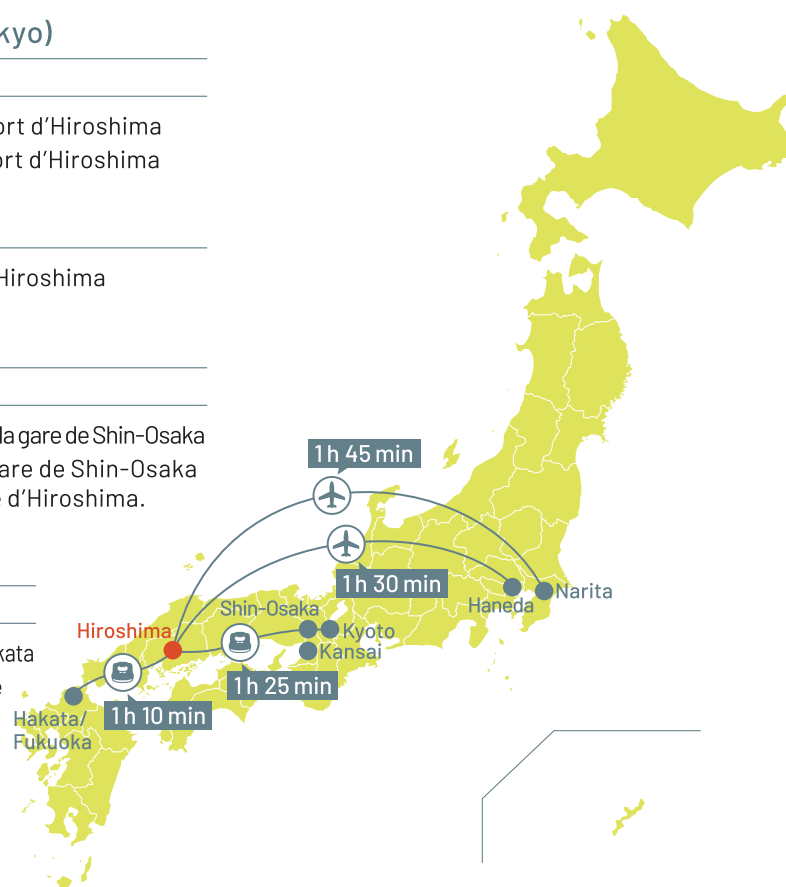 kyo)
ort d’Hiroshima
ort d’Hiroshima
Hiroshima
la gare de Shin-Osaka
are de Shin-Osaka
e d’Hiroshima.
kata
e
1 h 45 min
1 h 30 min
Haneda
Narita
Shin-Osaka
Hiroshima
Kyoto
Kansai
1 h 25 min
1 h 10 min
Hakata/
Fukuoka